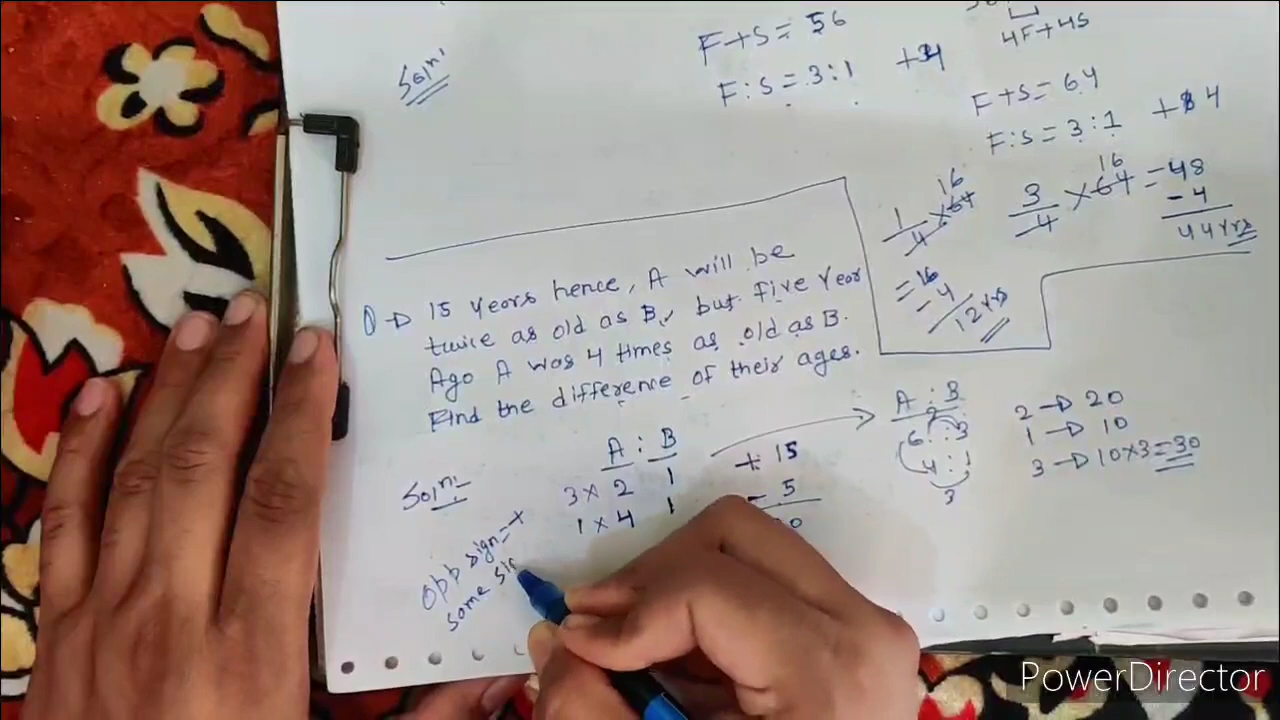 Soln:
F+S= 56
F:S = 3:1 +4
4F+4S
F+S= 64
F:S = 3:1 +4
1/4 ×64 16
= 16
- 4
12 yrs
3/4 ×64 16 = 48
- 4
44 yrs
Q → 15 Years hence, A will be
twice as old as B, but five Year
Ago A was 4 times as old as B.
Find the difference of their ages.
Soln:-
A : B
3 × 2 1
1 × 4 1
+ 15
- 5
20
A : B
2
6 : 3
4 : 1
3
2 → 20
1 → 10
3 → 10×3=30
Opp sign = +
same sig
PowerDirector